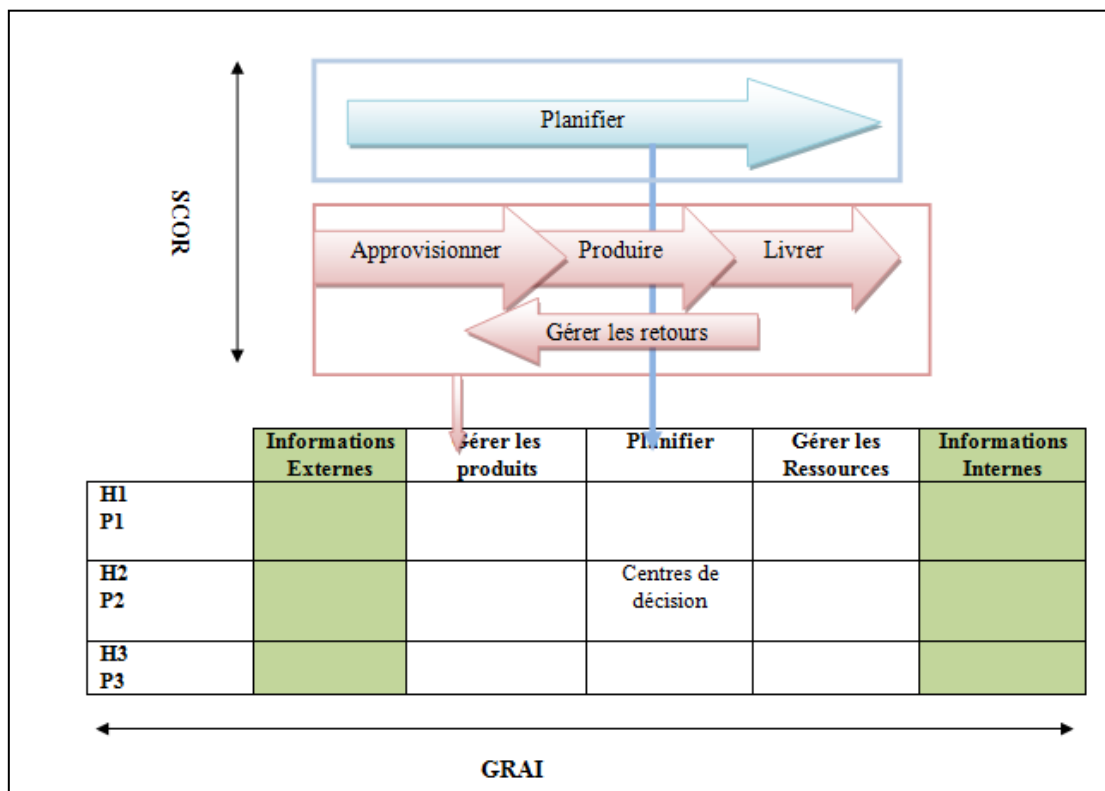 SCOR
Planifier
Approvisionner
Produire
Livrer
Gérer les retours
Informations
Externes
Gérer les
produits
Planifier
Gérer les
Ressources
Informations
Internes
H1
P1
H2
P2
Centres de
décision
H3
P3
GRAI